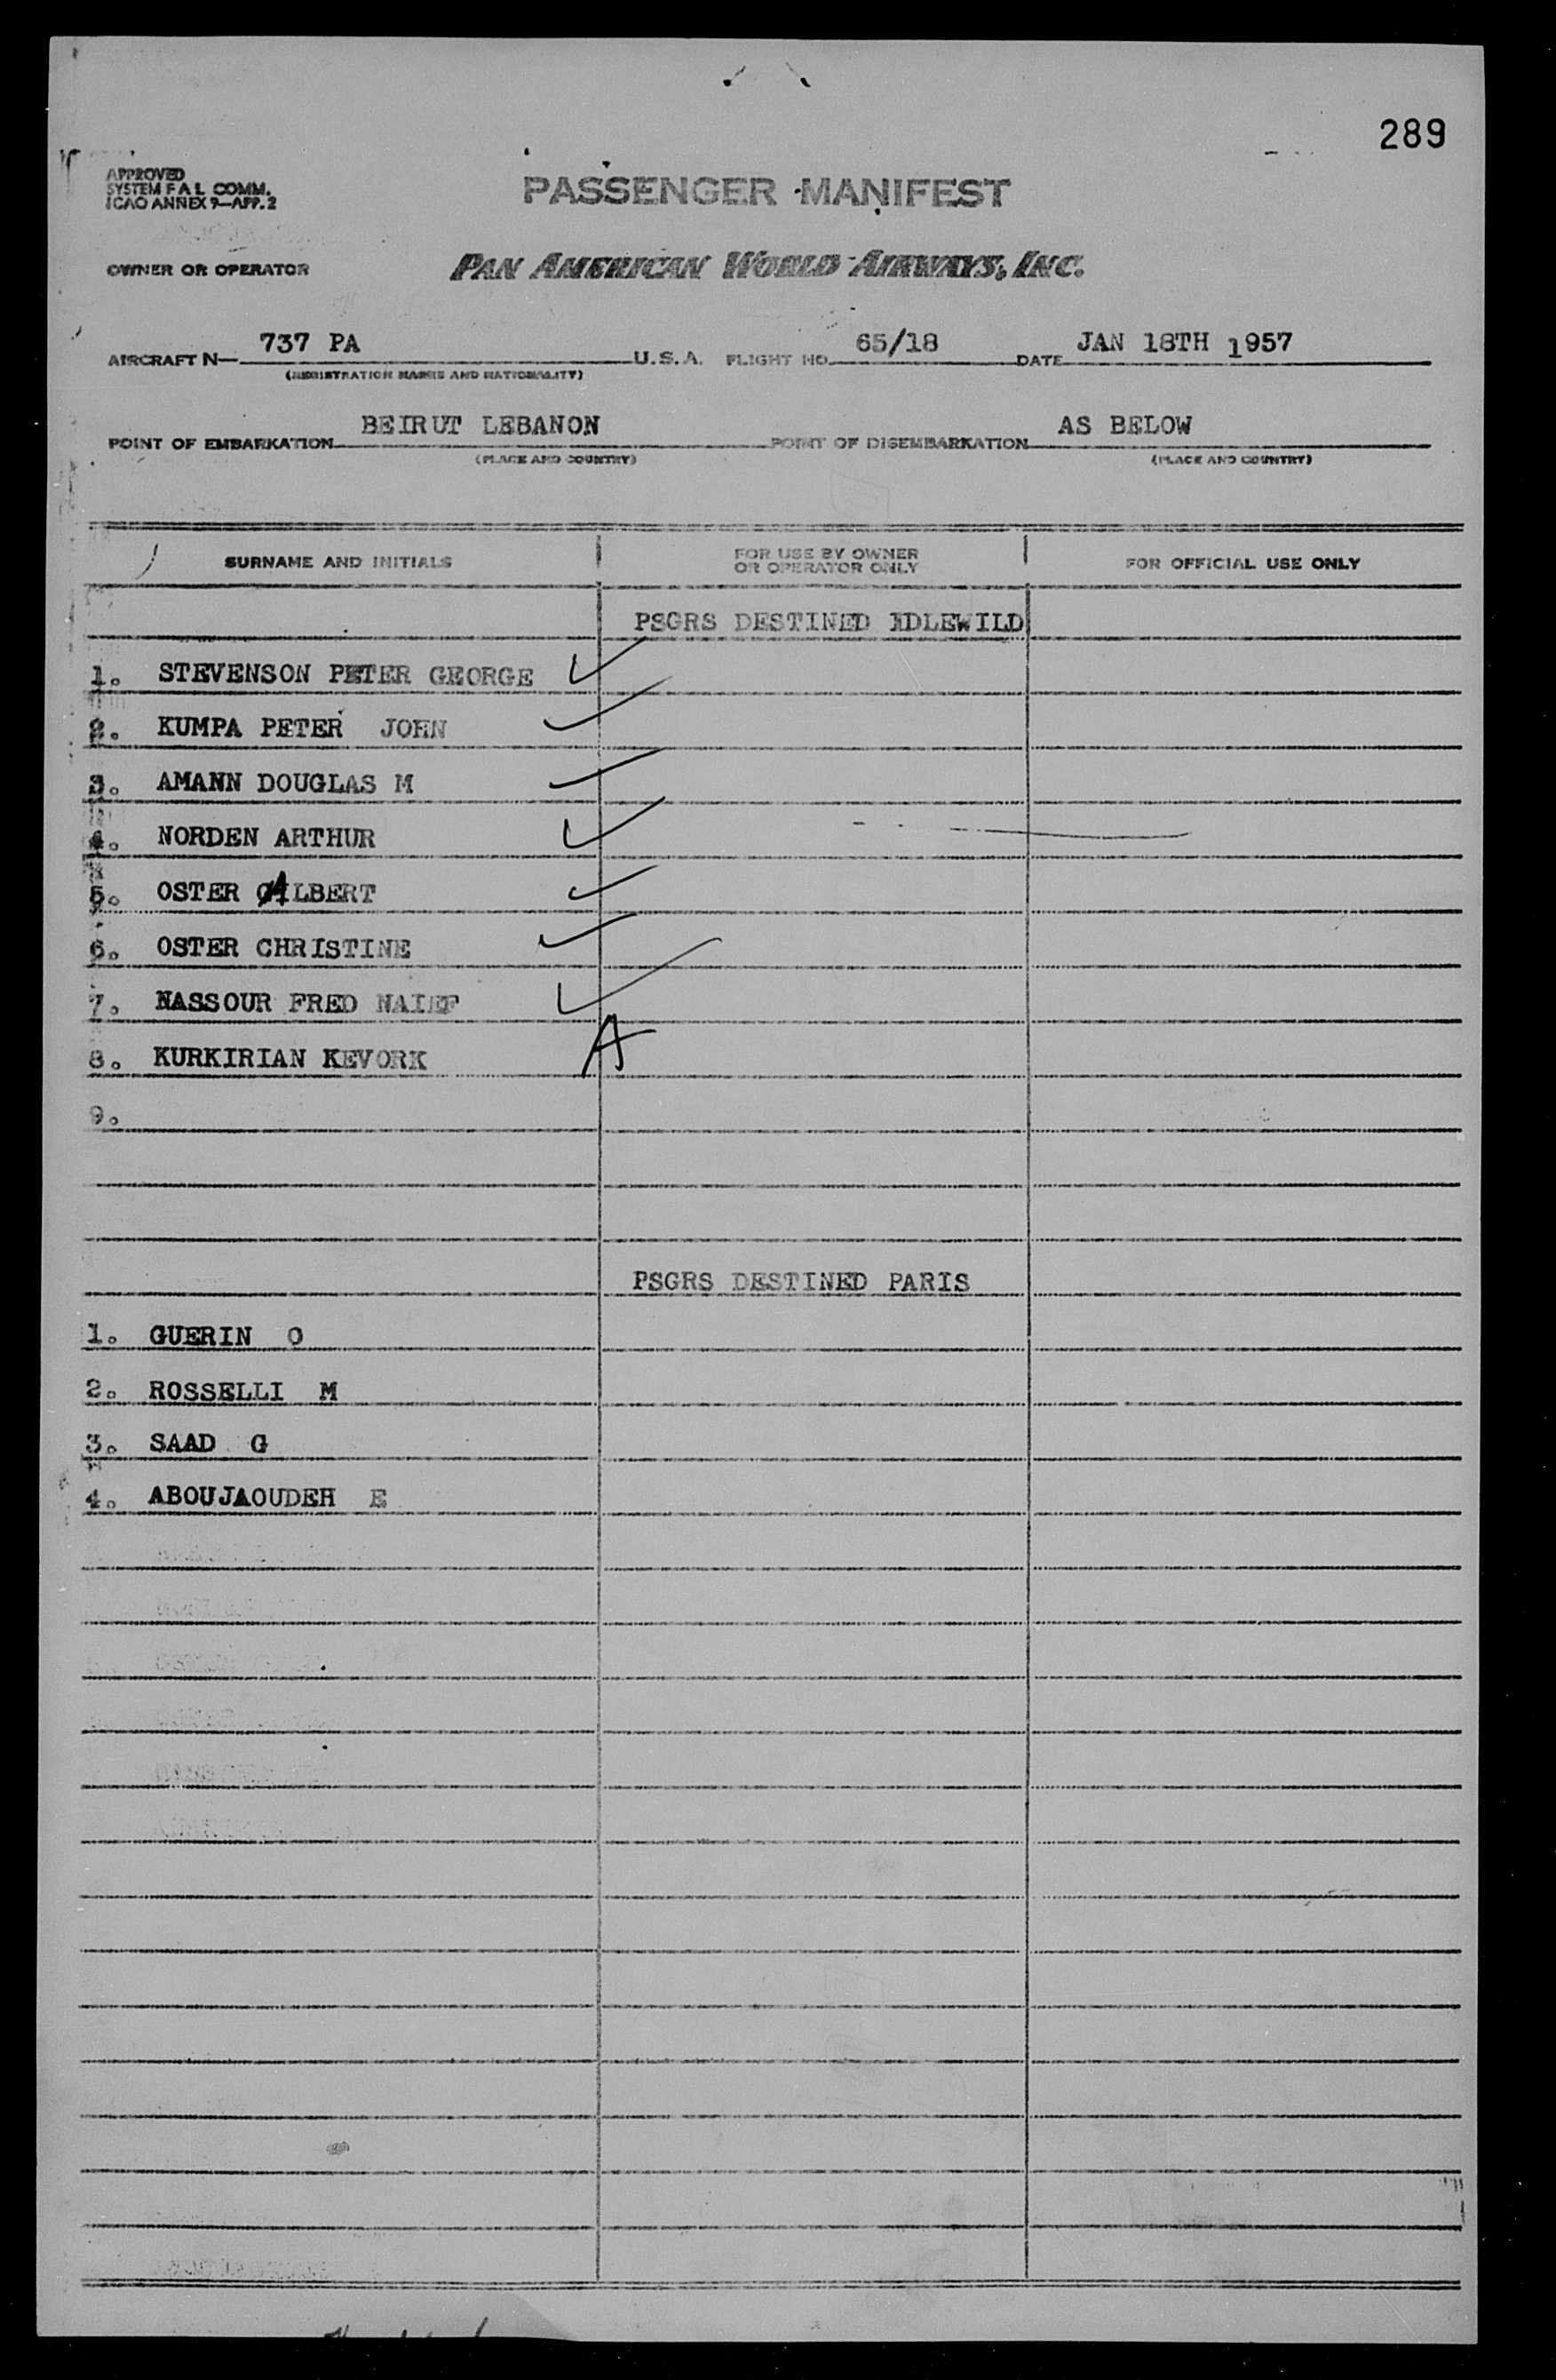 289
APPROVED
SYSTEM F A L COMM.
ICAO ANNEX 9—APP. 2
PASSENGER MANIFEST
OWNER OR OPERATOR PAN AMERICAN WORLD AIRWAYS, INC.
AIRCRAFT N— 737 PA U.S.A. FLIGHT NO. 65/18 DATE JAN 18TH 1957
(REGISTRATION MARKS AND NATIONALITY)
POINT OF EMBARKATION BEIRUT LEBANON POINT OF DISEMBARKATION AS BELOW
(PLACE AND COUNTRY) (PLACE AND COUNTRY)
SURNAME AND INITIALS FOR USE BY OWNER OR OPERATOR ONLY FOR OFFICIAL USE ONLY
PSGRS DESTINED IDLEWILD
1. STEVENSON PETER GEORGE ✓
2. KUMPA PETER JOHN ✓
3. AMANN DOUGLAS M ✓
4. NORDEN ARTHUR ✓
5. OSTER ALBERT ✓
6. OSTER CHRISTINE ✓
7. NASSOUR FRED NAIEF ✓
8. KURKIRIAN KEVORK A
9.
PSGRS DESTINED PARIS
1. GUERIN O
2. ROSSELLI M
3. SAAD G
4. ABOUJAOUDEH E